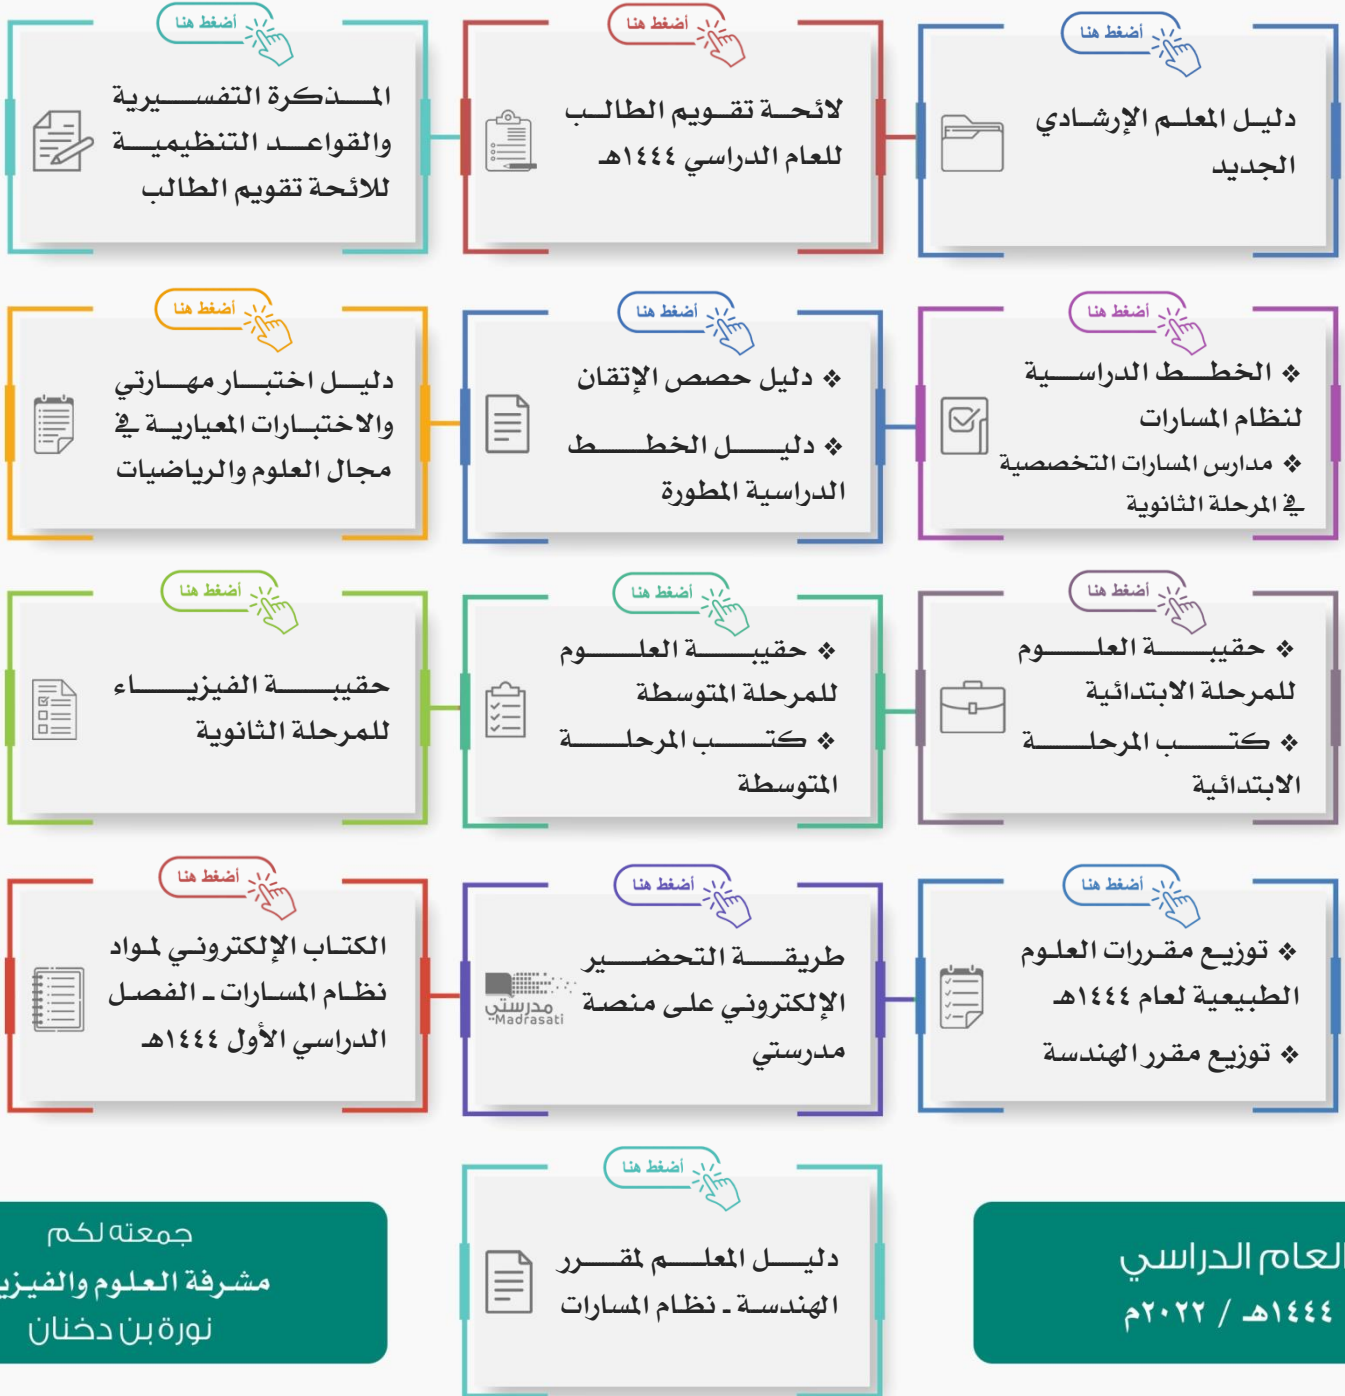 أضغط هنا
دليل المعلم الإرشادي
الجديد
أضغط هنا
لائحة تقويم الطالب
للعام الدراسي ١٤٤٤هـ
أضغط هنا
المذكرة التفسيرية
والقواعد التنظيمية
للائحة تقويم الطالب
أضغط هنا
❖ الخطط الدراسية
لنظام المسارات
❖ مدارس المسارات التخصصية
في المرحلة الثانوية
أضغط هنا
❖ دليل حصص الإتقان
❖ دليل الخطط
الدراسية المطورة
أضغط هنا
دليل اختبار مهارتي
والاختبارات المعيارية في
مجال العلوم والرياضيات
أضغط هنا
❖ حقيبة العلوم
للمرحلة الابتدائية
❖ كتب المرحلة
الابتدائية
أضغط هنا
❖ حقيبة العلوم
للمرحلة المتوسطة
❖ كتب المرحلة
المتوسطة
أضغط هنا
حقيبة الفيزياء
للمرحلة الثانوية
أضغط هنا
❖ توزيع مقررات العلوم
الطبيعية لعام ١٤٤٤هـ
❖ توزيع مقرر الهندسة
أضغط هنا
طريقة التحضير
الإلكتروني على منصة
مدرستي
مدرستي
Madrasati
أضغط هنا
الكتاب الإلكتروني لمواد
نظام المسارات - الفصل
الدراسي الأول ١٤٤٤هـ
أضغط هنا
دليل المعلم لمقرر
الهندسة - نظام المسارات
العام الدراسي
١٤٤٤هـ / ٢٠٢٢م
جمعته لكم
مشرفة العلوم والفيزي
نورة بن دخنان